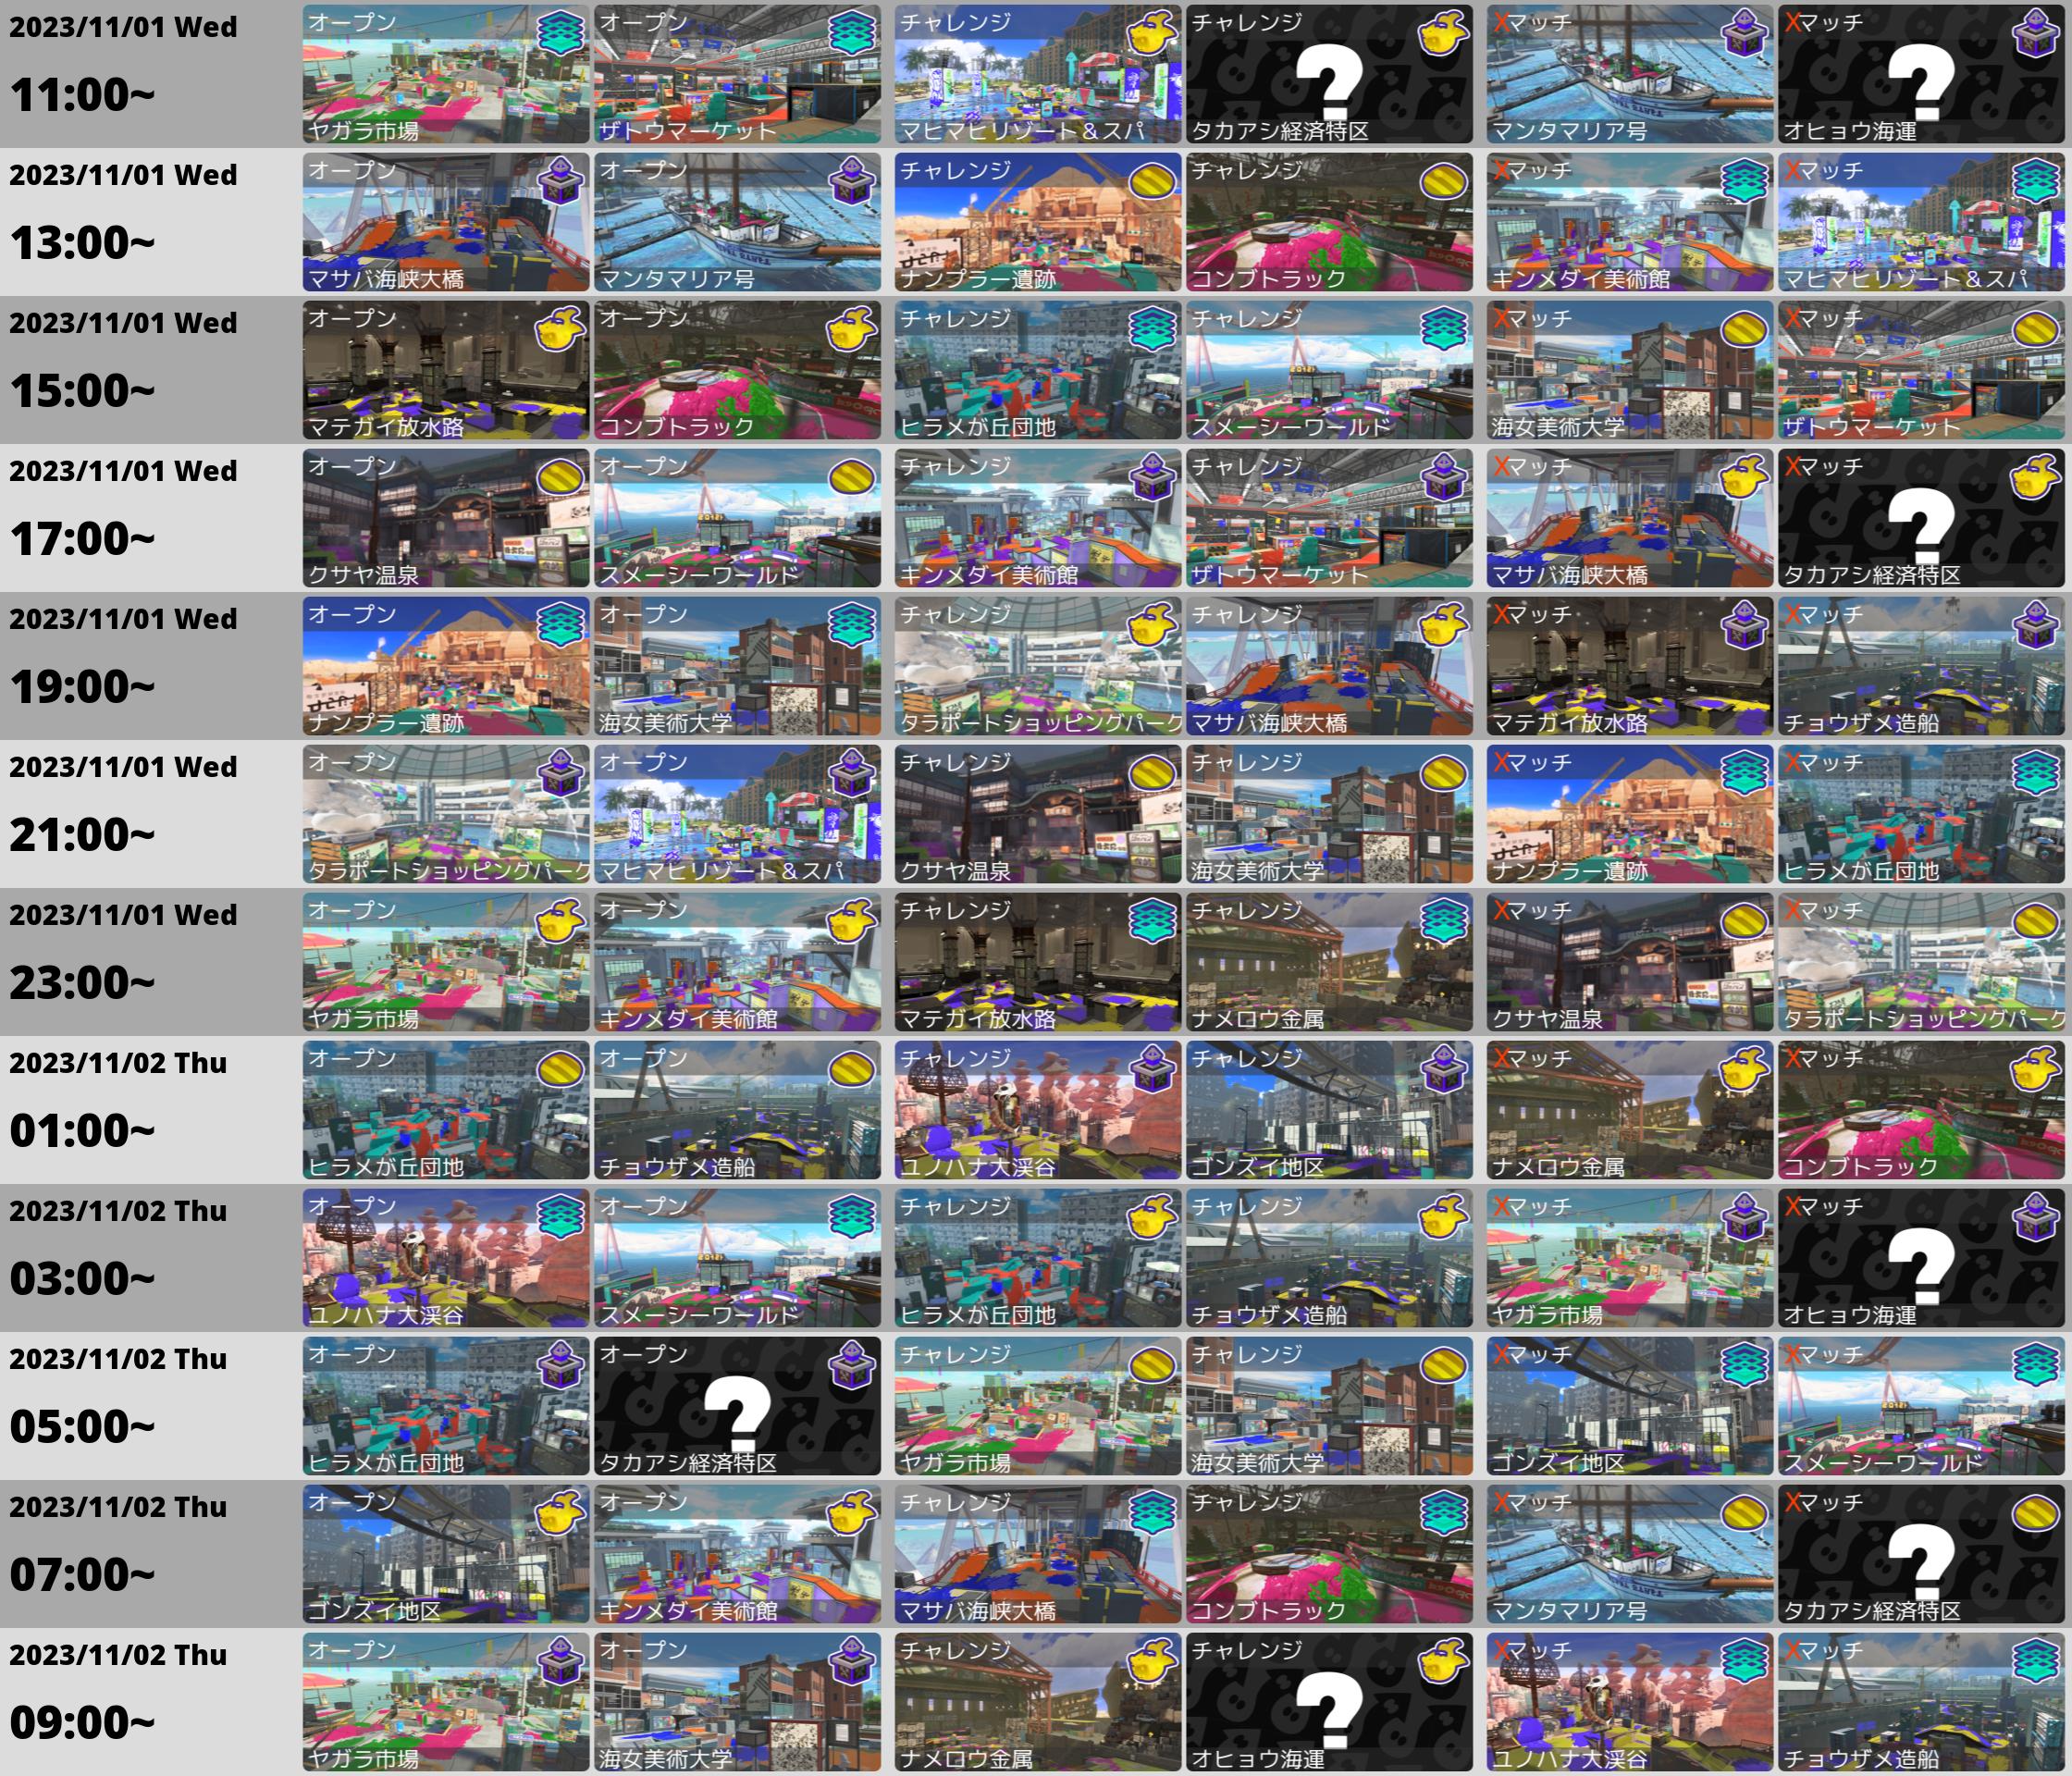 2023/11/01 Wed
11:00~
オープン
ヤガラ市場
オープン
ザトウマーケット
チャレンジ
マヒマヒリゾート＆スパ
チャレンジ
?
タカアシ経済特区
Xマッチ
マンタマリア号
Xマッチ
?
オヒョウ海運
2023/11/01 Wed
13:00~
オープン
マサバ海峡大橋
オープン
マンタマリア号
チャレンジ
ナンプラー遺跡
チャレンジ
コンブトラック
Xマッチ
キンメダイ美術館
Xマッチ
マヒマヒリゾート＆スパ
2023/11/01 Wed
15:00~
オープン
マテガイ放水路
オープン
コンブトラック
チャレンジ
ヒラメが丘団地
チャレンジ
スメーシーワールド
Xマッチ
海女美術大学
Xマッチ
ザトウマーケット
2023/11/01 Wed
17:00~
オープン
クサヤ温泉
オープン
スメーシーワールド
チャレンジ
キンメダイ美術館
チャレンジ
ザトウマーケット
Xマッチ
マサバ海峡大橋
Xマッチ
?
タカアシ経済特区
2023/11/01 Wed
19:00~
オープン
ナンプラー遺跡
オープン
海女美術大学
チャレンジ
タラポートショッピングパーク
チャレンジ
マサバ海峡大橋
Xマッチ
マテガイ放水路
Xマッチ
チョウザメ造船
2023/11/01 Wed
21:00~
オープン
タラポートショッピングパーク
オープン
マヒマヒリゾート＆スパ
チャレンジ
クサヤ温泉
チャレンジ
海女美術大学
Xマッチ
ナンプラー遺跡
Xマッチ
ヒラメが丘団地
2023/11/01 Wed
23:00~
オープン
ヤガラ市場
オープン
キンメダイ美術館
チャレンジ
マテガイ放水路
チャレンジ
ナメロウ金属
Xマッチ
クサヤ温泉
Xマッチ
タラポートショッピングパーク
2023/11/02 Thu
01:00~
オープン
ヒラメが丘団地
オープン
チョウザメ造船
チャレンジ
ユノハナ大渓谷
チャレンジ
ゴンズイ地区
Xマッチ
ナメロウ金属
Xマッチ
コンブトラック
2023/11/02 Thu
03:00~
オープン
ユノハナ大渓谷
オープン
スメーシーワールド
チャレンジ
ヒラメが丘団地
チャレンジ
チョウザメ造船
Xマッチ
ヤガラ市場
Xマッチ
?
オヒョウ海運
2023/11/02 Thu
05:00~
オープン
ヒラメが丘団地
オープン
?
タカアシ経済特区
チャレンジ
ヤガラ市場
チャレンジ
海女美術大学
Xマッチ
ゴンズイ地区
Xマッチ
スメーシーワールド
2023/11/02 Thu
07:00~
オープン
ゴンズイ地区
オープン
キンメダイ美術館
チャレンジ
マサバ海峡大橋
チャレンジ
コンブトラック
Xマッチ
マンタマリア号
Xマッチ
?
タカアシ経済特区
2023/11/02 Thu
09:00~
オープン
ヤガラ市場
オープン
海女美術大学
チャレンジ
ナメロウ金属
チャレンジ
?
オヒョウ海運
Xマッチ
ユノハナ大渓谷
Xマッチ
チョウザメ造船